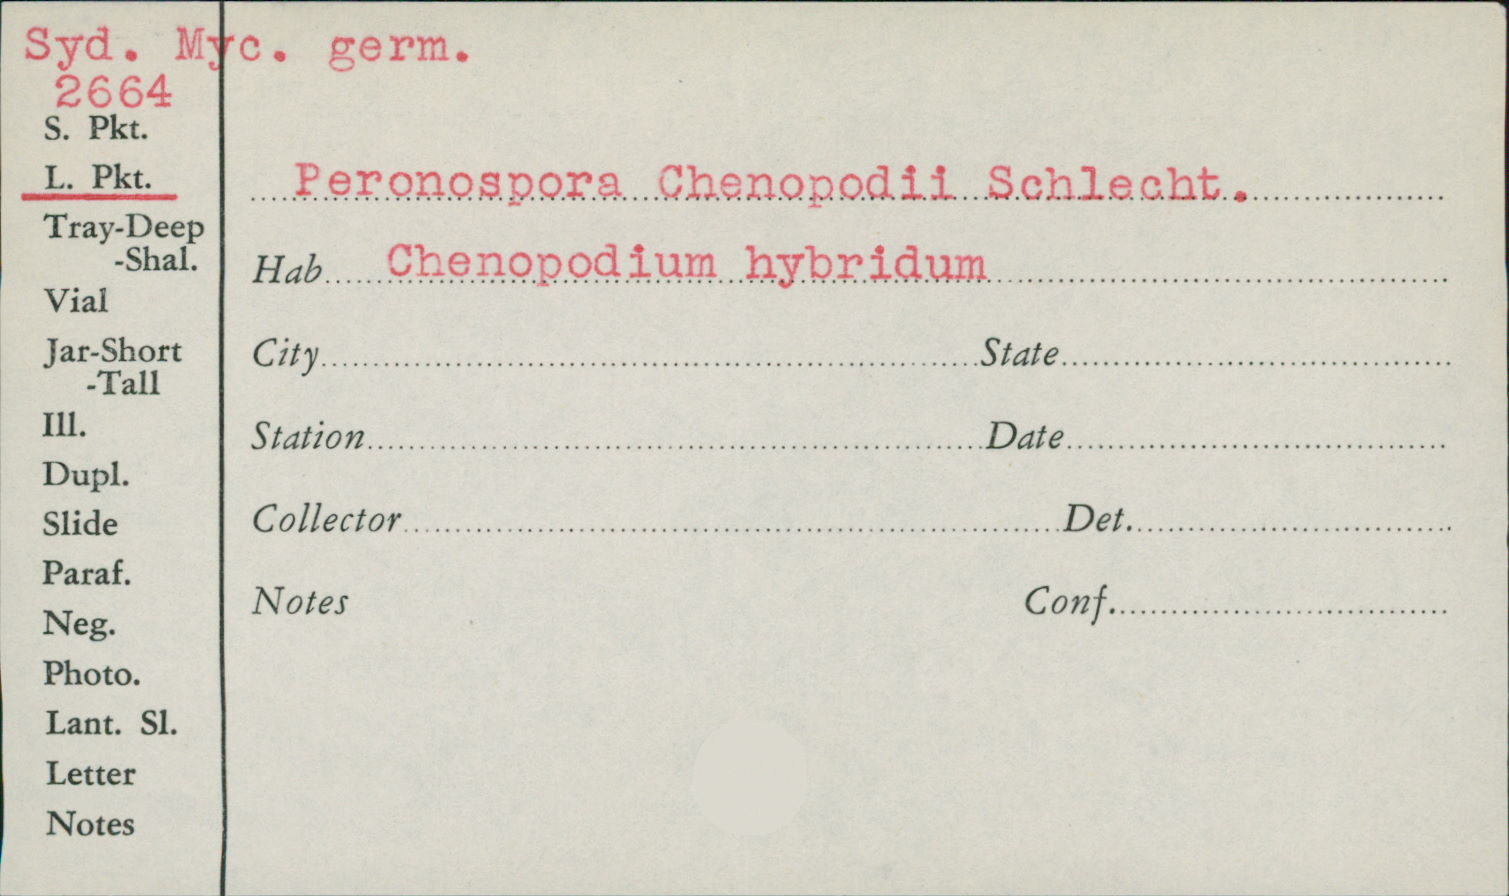 Syd. Myc. germ.
2664
S. Pkt.
L. Pkt.
Tray-Deep
-Shal.
Vial
Jar-Short
-Tall
Ill.
Dupl.
Slide
Paraf.
Neg.
Photo.
Lant. Sl.
Letter
Notes
Peronospora Chenopodii Schlecht.
Hab Chenopodium hybridum
City State
Station Date
Collector Det.
Notes Conf.